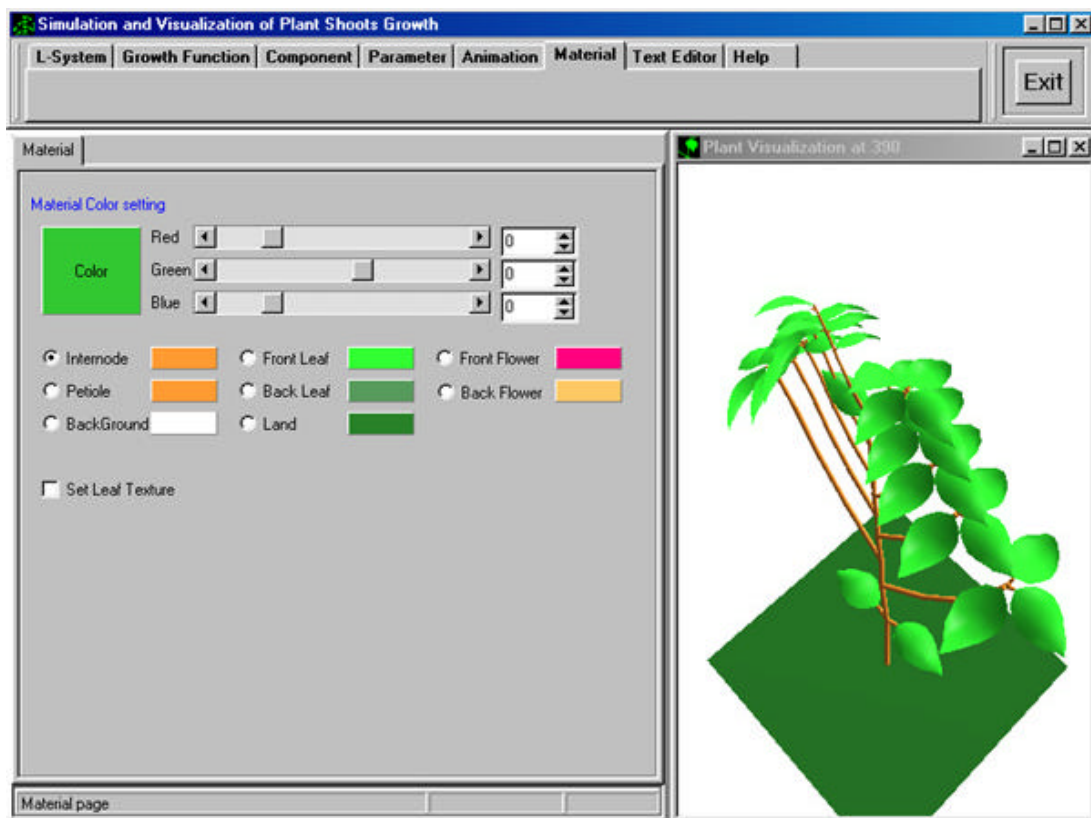 Simulation and Visualization of Plant Shoots Growth
L-System Growth Function Component Parameter Animation Material Text Editor Help
Exit
Material
Plant Visualization at 390
Material Color setting
Color
Red 0
Green 0
Blue 0
Internode Front Leaf Front Flower
Petiole Back Leaf Back Flower
BackGround Land
Set Leaf Texture
Material page